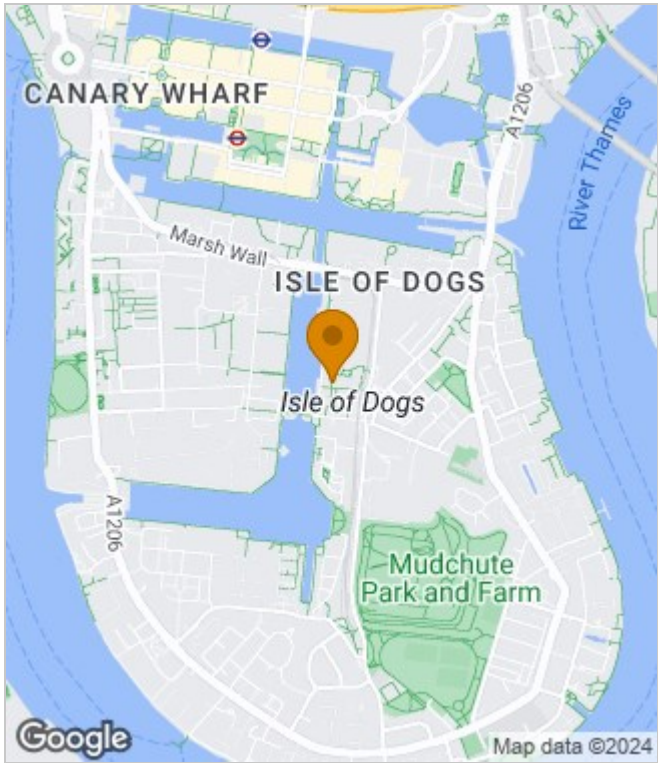 CANARY WHARF
A1206
River Thames
Marsh Wall
ISLE OF DOGS
Isle of Dogs
A1206
Mudchute
Park and Farm
Google
Map data ©2024